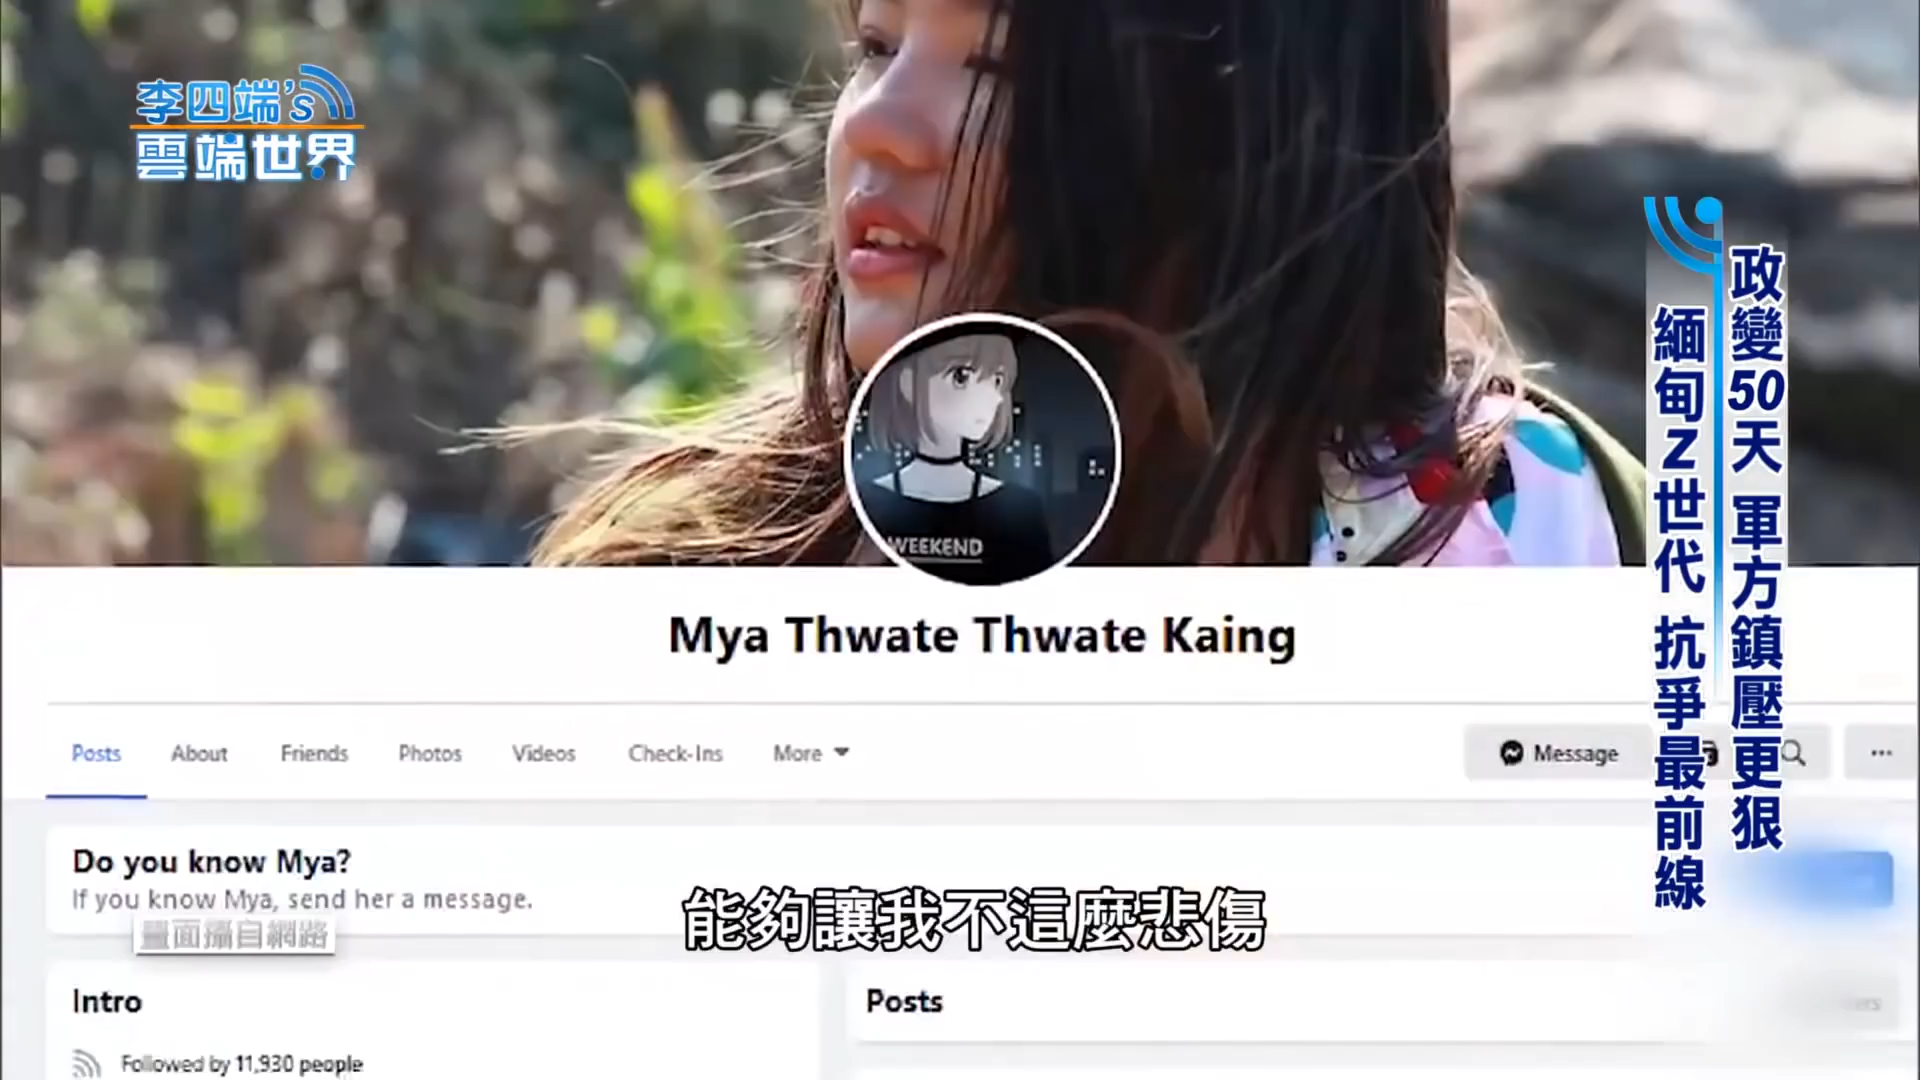 李四端's
雲端世界
政變50天 軍方鎮壓更狠
緬甸Z世代 抗爭最前線
WEEKEND
Mya Thwate Thwate Kaing
Posts
About
Friends
Photos
Videos
Check-Ins
More
Message
...
Do you know Mya?
If you know Mya, send her a message.
畫面攝自網路
能夠讓我不這麼悲傷
Intro
Posts
Followed by 11,930 people